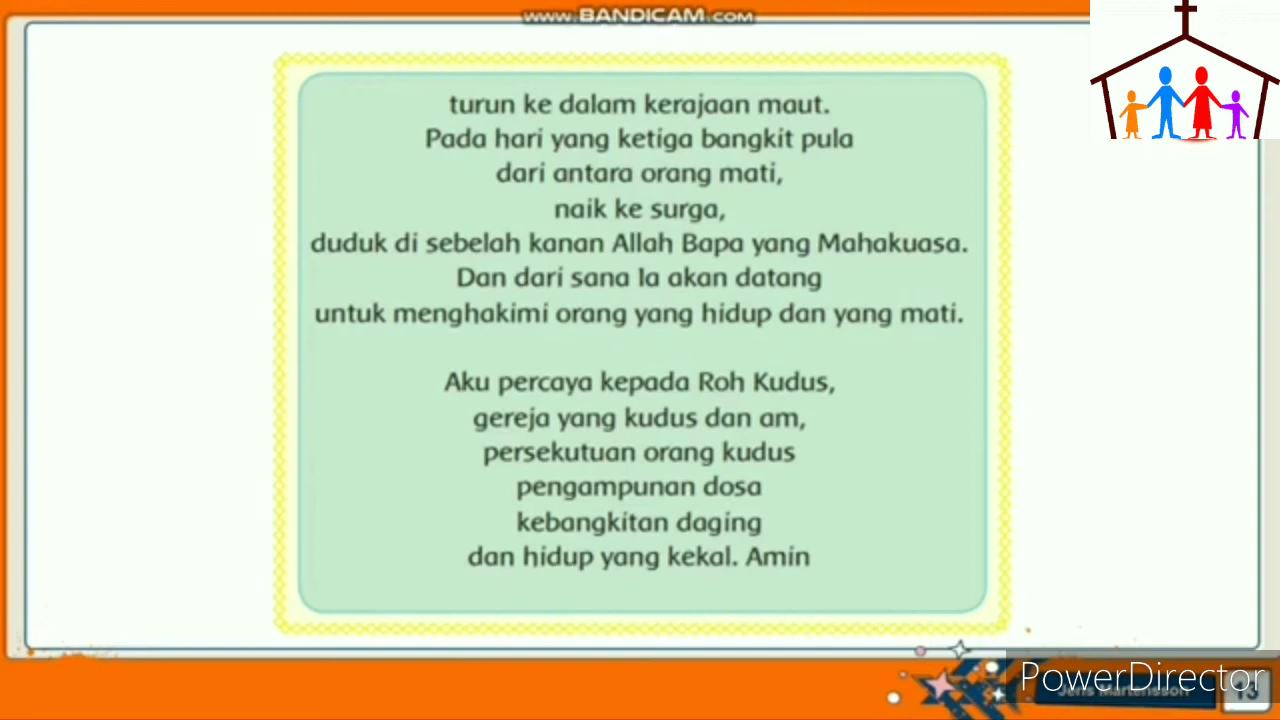 www.BANDICAM.com
turun ke dalam kerajaan maut.
Pada hari yang ketiga bangkit pula
dari antara orang mati,
naik ke surga,
duduk di sebelah kanan Allah Bapa yang Mahakuasa.
Dan dari sana Ia akan datang
untuk menghakimi orang yang hidup dan yang mati.
Aku percaya kepada Roh Kudus,
gereja yang kudus dan am,
persekutuan orang kudus
pengampunan dosa
kebangkitan daging
dan hidup yang kekal. Amin
PowerDirector
Jens Martensson
13